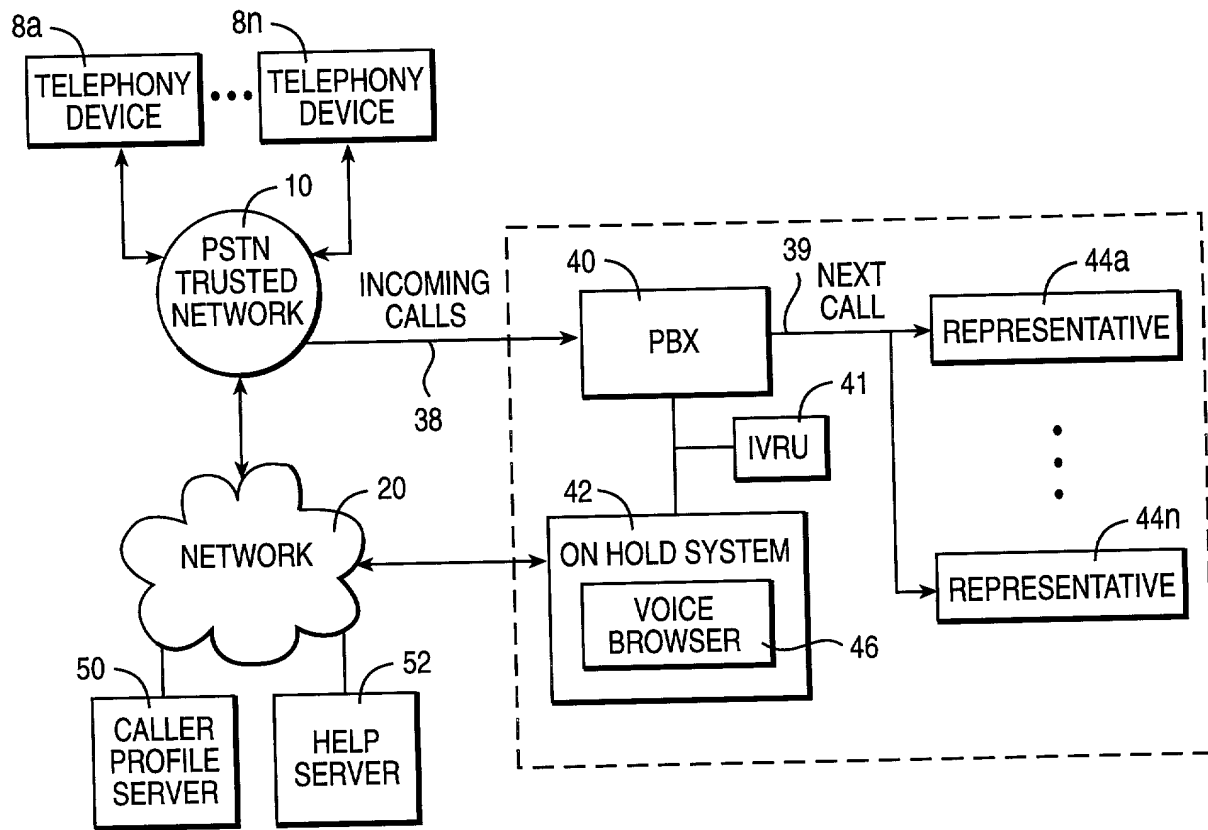 8a
8n
TELEPHONY
DEVICE
TELEPHONY
DEVICE
10
PSTN
TRUSTED
NETWORK
INCOMING
CALLS
38
40
PBX
39
NEXT
CALL
44a
REPRESENTATIVE
41
IVRU
42
ON HOLD SYSTEM
VOICE
BROWSER
46
44n
REPRESENTATIVE
20
NETWORK
50
CALLER
PROFILE
SERVER
52
HELP
SERVER